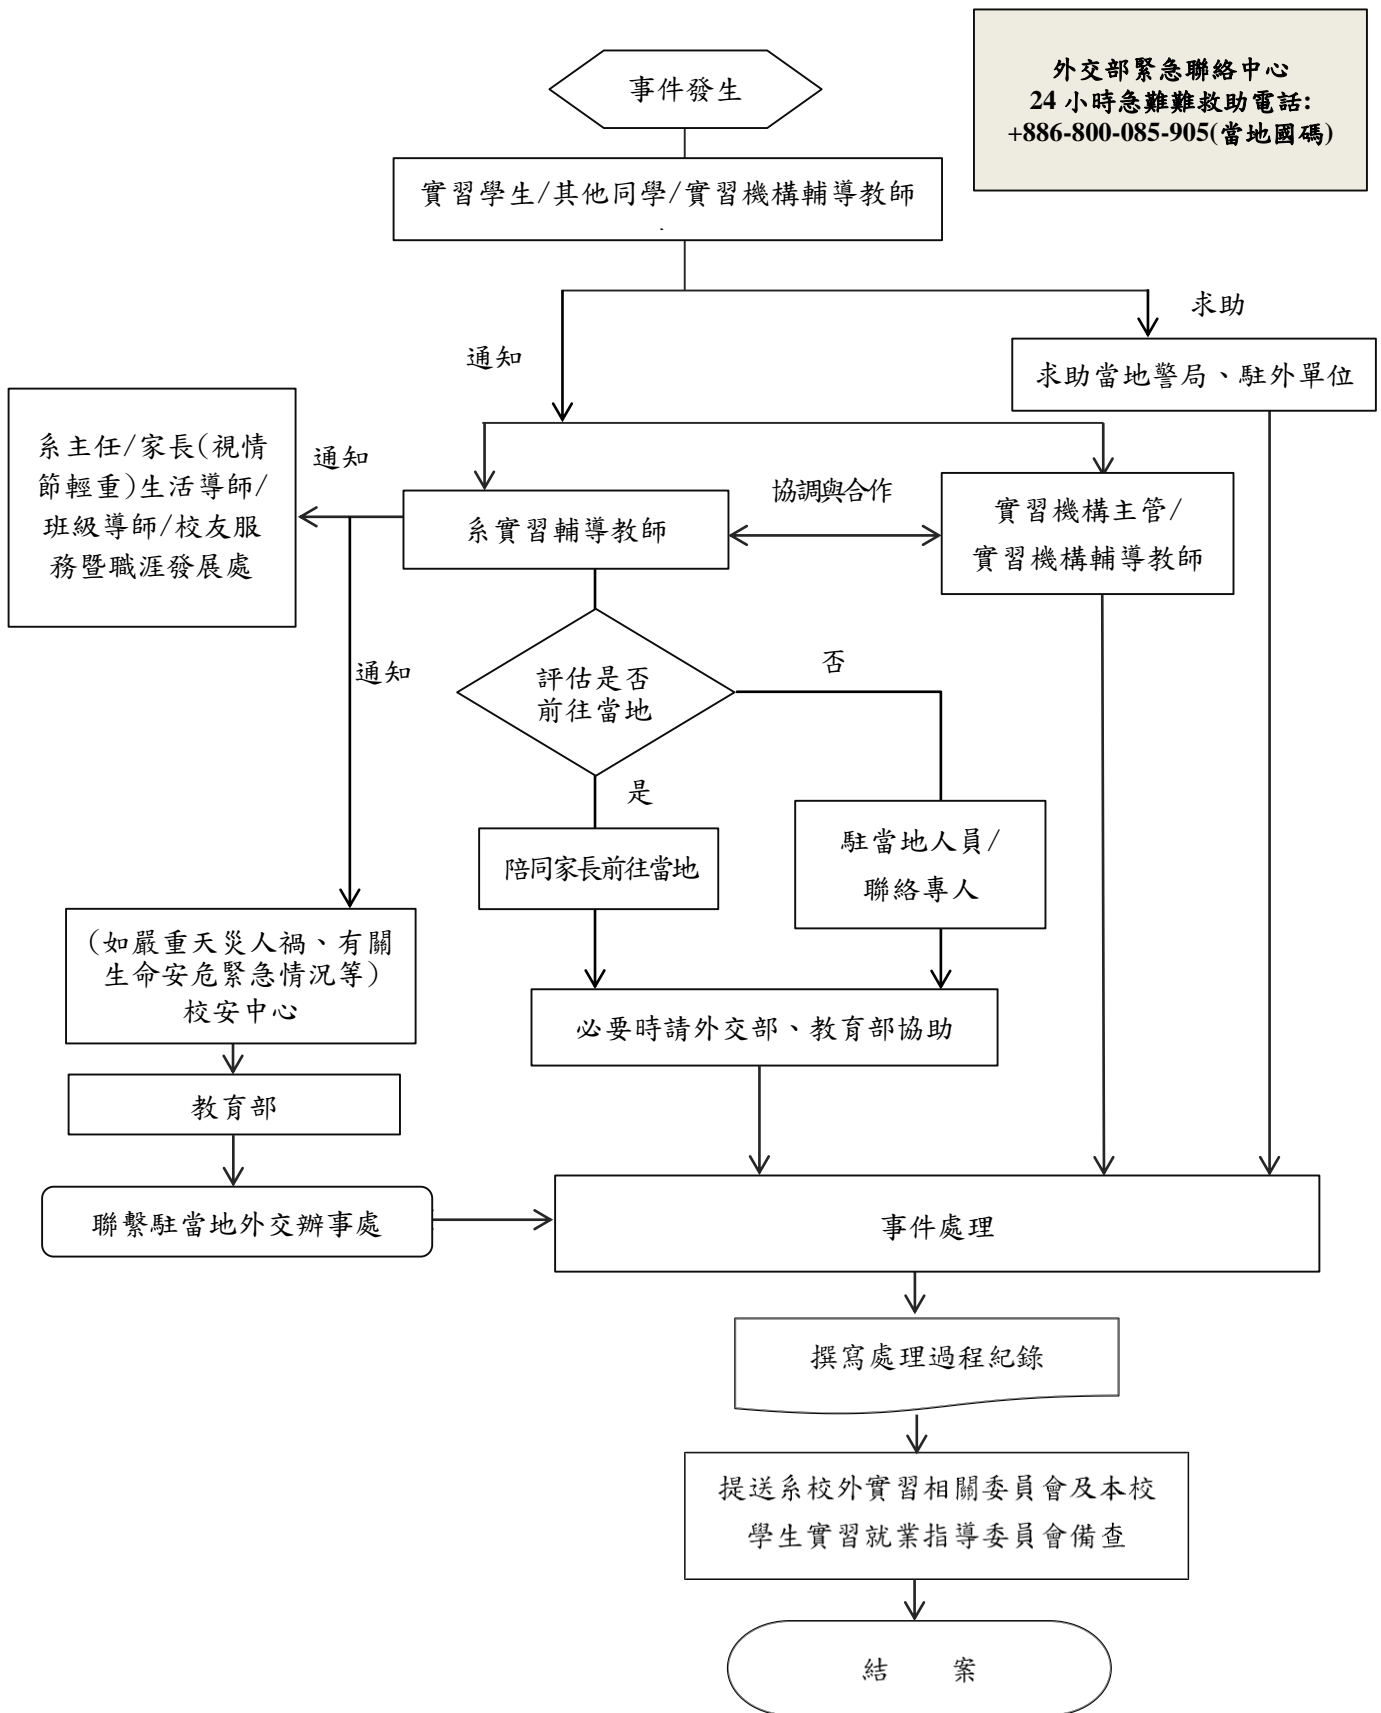 外交部緊急聯絡中心
24 小時急難難救助電話:
+886-800-085-905(當地國碼)
事件發生
實習學生/其他同學/實習機構輔導教師
求助
通知
求助當地警局、駐外單位
系主任/家長(視情
節輕重)生活導師/
班級導師/校友服
務暨職涯發展處
通知
系實習輔導教師
協調與合作
實習機構主管/
實習機構輔導教師
通知
評估是否
前往當地
否
是
陪同家長前往當地
駐當地人員/
聯絡專人
(如嚴重天災人禍、有關
生命安危緊急情況等)
校安中心
必要時請外交部、教育部協助
教育部
聯繫駐當地外交辦事處
事件處理
撰寫處理過程紀錄
提送系校外實習相關委員會及本校
學生實習就業指導委員會備查
結 案